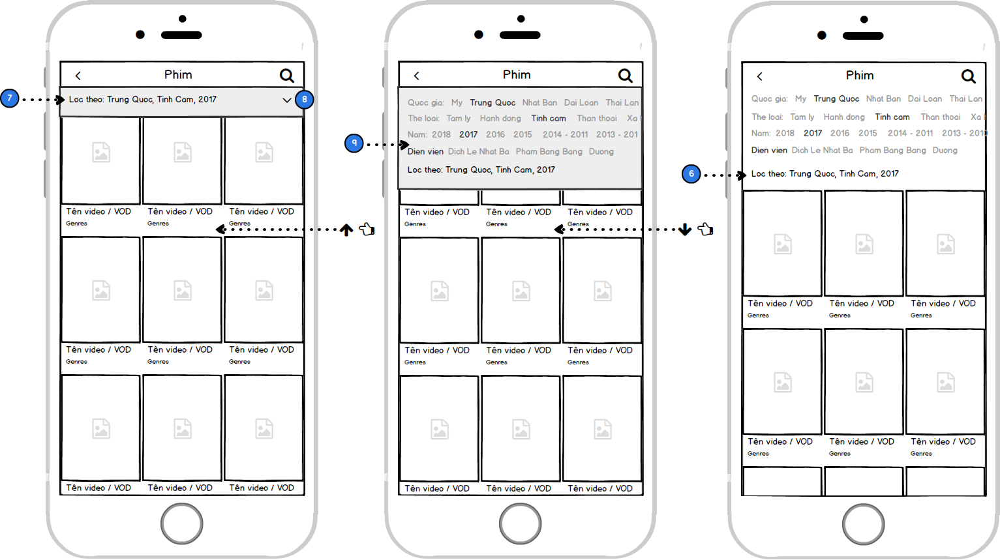 Phim
7
Loc theo: Trung Quoc, Tinh Cam, 2017
8
Tên video / VOD Tên video / VOD Tên video / VOD
Genres Genres Genres
Tên video / VOD Tên video / VOD Tên video / VOD
Genres Genres Genres
Tên video / VOD Tên video / VOD Tên video / VOD
Phim
Quoc gia: My Trung Quoc Nhat Ban Dai Loan Thai Lan
The loai: Tam ly Hanh dong Tinh cam Than thoai Xa
9
Nam: 2018 2017 2016 2015 2014 - 2011 2013 - 201
Dien vien Dich Le Nhat Ba Pham Bang Bang Duong
Loc theo: Trung Quoc, Tinh Cam, 2017
Tên video / VOD Tên video / VOD Tên video / VOD
Genres Genres Genres
Tên video / VOD Tên video / VOD Tên video / VOD
Genres Genres Genres
Tên video / VOD Tên video / VOD Tên video / VOD
Phim
Quoc gia: My Trung Quoc Nhat Ban Dai Loan Thai Lan
The loai: Tam ly Hanh dong Tinh cam Than thoai Xa
Nam: 2018 2017 2016 2015 2014 - 2011 2013 - 2010
Dien vien Dich Le Nhat Ba Pham Bang Bang Duong
6
Loc theo: Trung Quoc, Tinh Cam, 2017
Tên video / VOD Tên video / VOD Tên video / VOD
Genres Genres Genres
Tên video / VOD Tên video / VOD Tên video / VOD
Genres Genres Genres